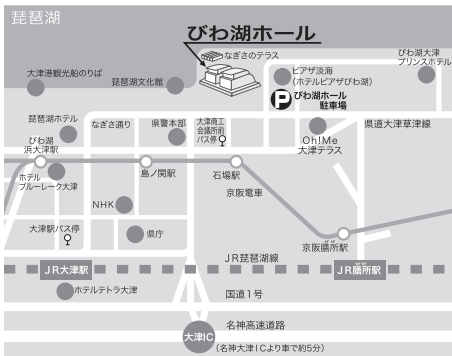 琵琶湖
びわ湖ホール
なぎさのテラス
びわ湖大津
プリンスホテル
ピアザ淡海
(ホテルピアザびわ湖)
大津港観光船のりば
琵琶湖文化館
P
びわ湖ホール
駐車場
琵琶湖ホテル
なぎさ通り
県警本部
大津商工
会議所前
バス停
Oh!Me
大津テラス
県道大津草津線
びわ湖
浜大津駅
ホテル
ブルーレーク大津
島ノ関駅
石場駅
京阪電車
NHK
大津駅バス停
県庁
京阪膳所駅
ぜぜ
JR琵琶湖線
JR大津駅
JR膳所駅
ぜぜ
ホテルテトラ大津
国道1号
名神高速道路
大津IC
(名神大津ICより車で約5分)